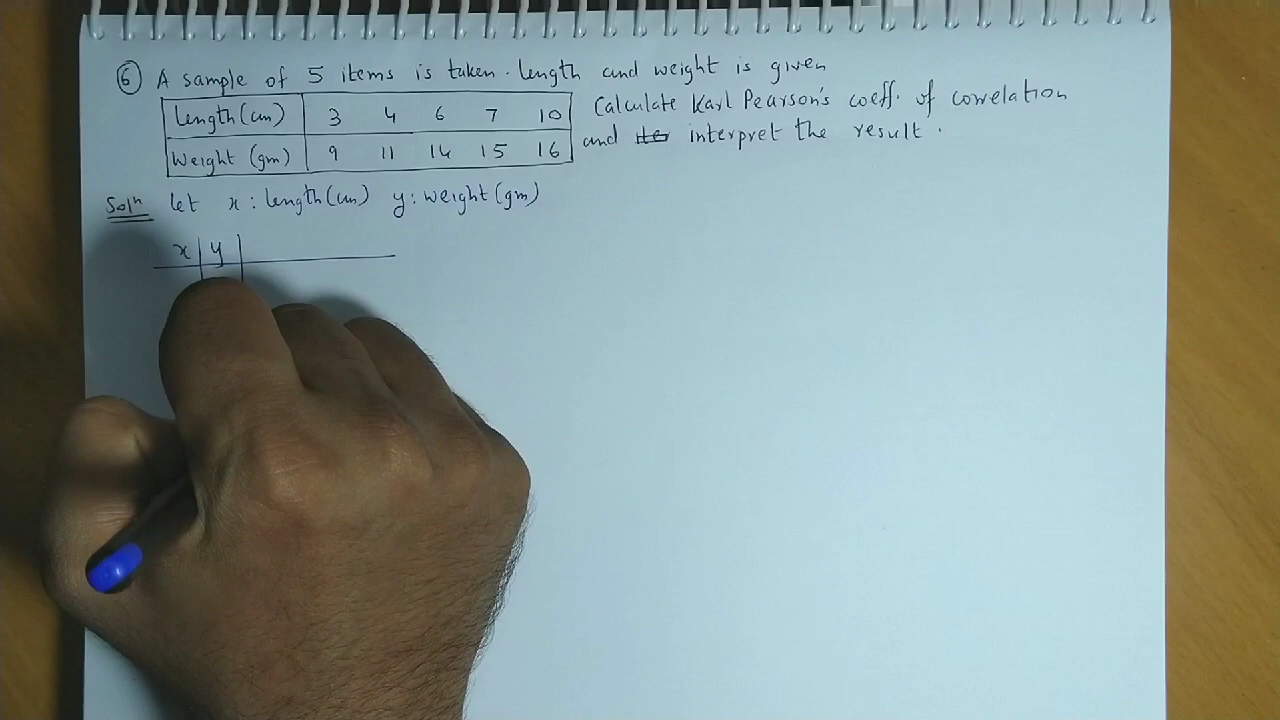 ⑥ A sample of 5 items is taken. length and weight is given
Length(cm) 3 4 6 7 10
Weight (gm) 9 11 14 15 16
Calculate Karl Pearson's coeff. of correlation
and interpret the result.
Solⁿ let x : length(cm) y : weight(gm)
x y